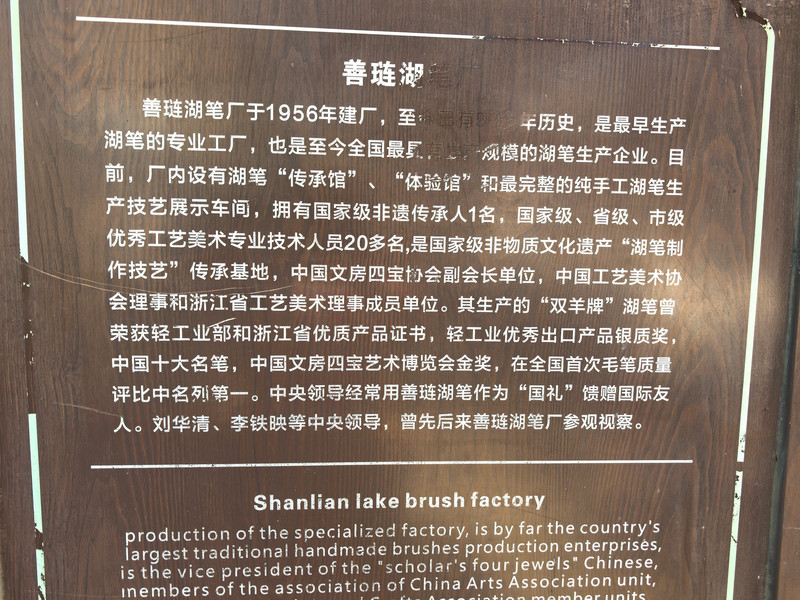 善琏湖
善琏湖笔厂于1956年建厂，至 年历史，是最早生产
湖笔的专业工厂，也是至今全国最具 规模的湖笔生产企业。目
前，厂内设有湖笔“传承馆”、“体验馆”和最完整的纯手工湖笔生
产技艺展示车间，拥有国家级非遗传承人1名，国家级、省级、市级
优秀工艺美术专业技术人员20多名,是国家级非物质文化遗产“湖笔制
作技艺”传承基地，中国文房四宝协会副会长单位，中国工艺美术协
会理事和浙江省工艺美术理事成员单位。其生产的“双羊牌”湖笔曾
荣获轻工业部和浙江省优质产品证书，轻工业优秀出口产品银质奖，
中国十大名笔，中国文房四宝艺术博览会金奖，在全国首次毛笔质量
评比中名列第一。中央领导经常用善琏湖笔作为“国礼”馈赠国际友
人。刘华清、李铁映等中央领导，曾先后来善琏湖笔厂参观视察。
Shanlian lake brush factory
production of the specialized factory, is by far the country's
largest traditional handmade brushes production enterprises,
is the vice president of the "scholar's four jewels" Chinese,
members of the association of China Arts Association unit,
Crafts Association member units